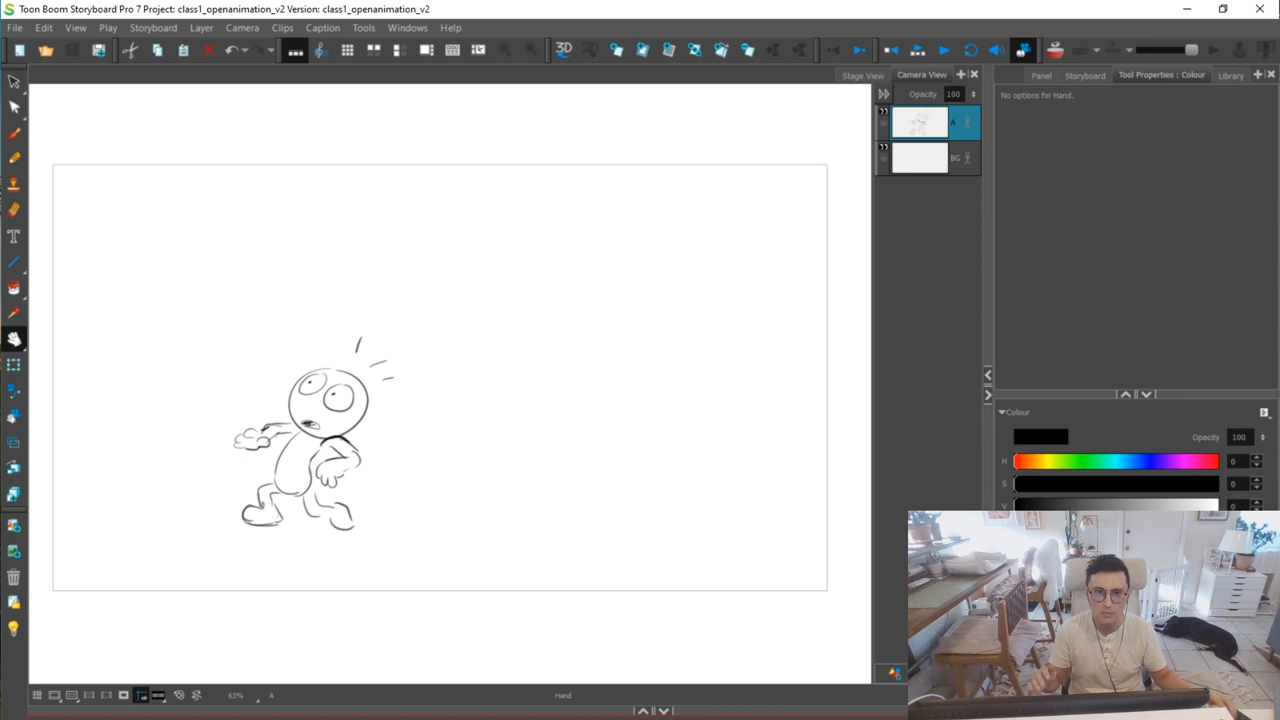 Toon Boom Storyboard Pro 7 Project: class1_openanimation_v2 Version: class1_openanimation_v2
File Edit View Play Storyboard Layer Camera Clips Caption Tools Windows Help
3D
Stage View Camera View Panel Storyboard Tool Properties : Colour Library
Opacity 100
No options for Hand.
A
BG
T
Colour
Opacity 100
H 0
S 0
V 0
63% A Hand